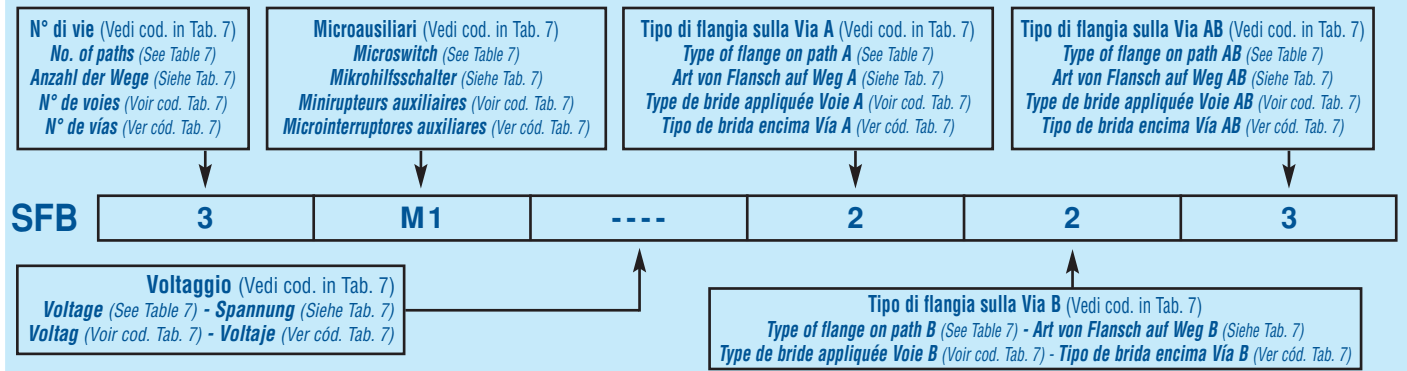 N° di vie (Vedi cod. in Tab. 7)
No. of paths (See Table 7)
Anzahl der Wege (Siehe Tab. 7)
N° de voies (Voir cod. Tab. 7)
N° de vías (Ver cód. Tab. 7)
Microausiliari (Vedi cod. in Tab. 7)
Microswitch (See Table 7)
Mikrohilfsschalter (Siehe Tab. 7)
Minirupteurs auxiliaires (Voir cod. Tab. 7)
Microinterruptores auxiliares (Ver cód. Tab. 7)
Tipo di flangia sulla Via A (Vedi cod. in Tab. 7)
Type of flange on path A (See Table 7)
Art von Flansch auf Weg A (Siehe Tab. 7)
Type de bride appliquée Voie A (Voir cod. Tab. 7)
Tipo de brida encima Vía A (Ver cód. Tab. 7)
Tipo di flangia sulla Via AB (Vedi cod. in Tab. 7)
Type of flange on path AB (See Table 7)
Art von Flansch auf Weg AB (Siehe Tab. 7)
Type de bride appliquée Voie AB (Voir cod. Tab. 7)
Tipo de brida encima Vía AB (Ver cód. Tab. 7)
SFB 3 M1 ---- 2 2 3
Voltaggio (Vedi cod. in Tab. 7)
Voltage (See Table 7) - Spannung (Siehe Tab. 7)
Voltag (Voir cod. Tab. 7) - Voltaje (Ver cód. Tab. 7)
Tipo di flangia sulla Via B (Vedi cod. in Tab. 7)
Type of flange on path B (See Table 7) - Art von Flansch auf Weg B (Siehe Tab. 7)
Type de bride appliquée Voie B (Voir cod. Tab. 7) - Tipo de brida encima Vía B (Ver cód. Tab. 7)